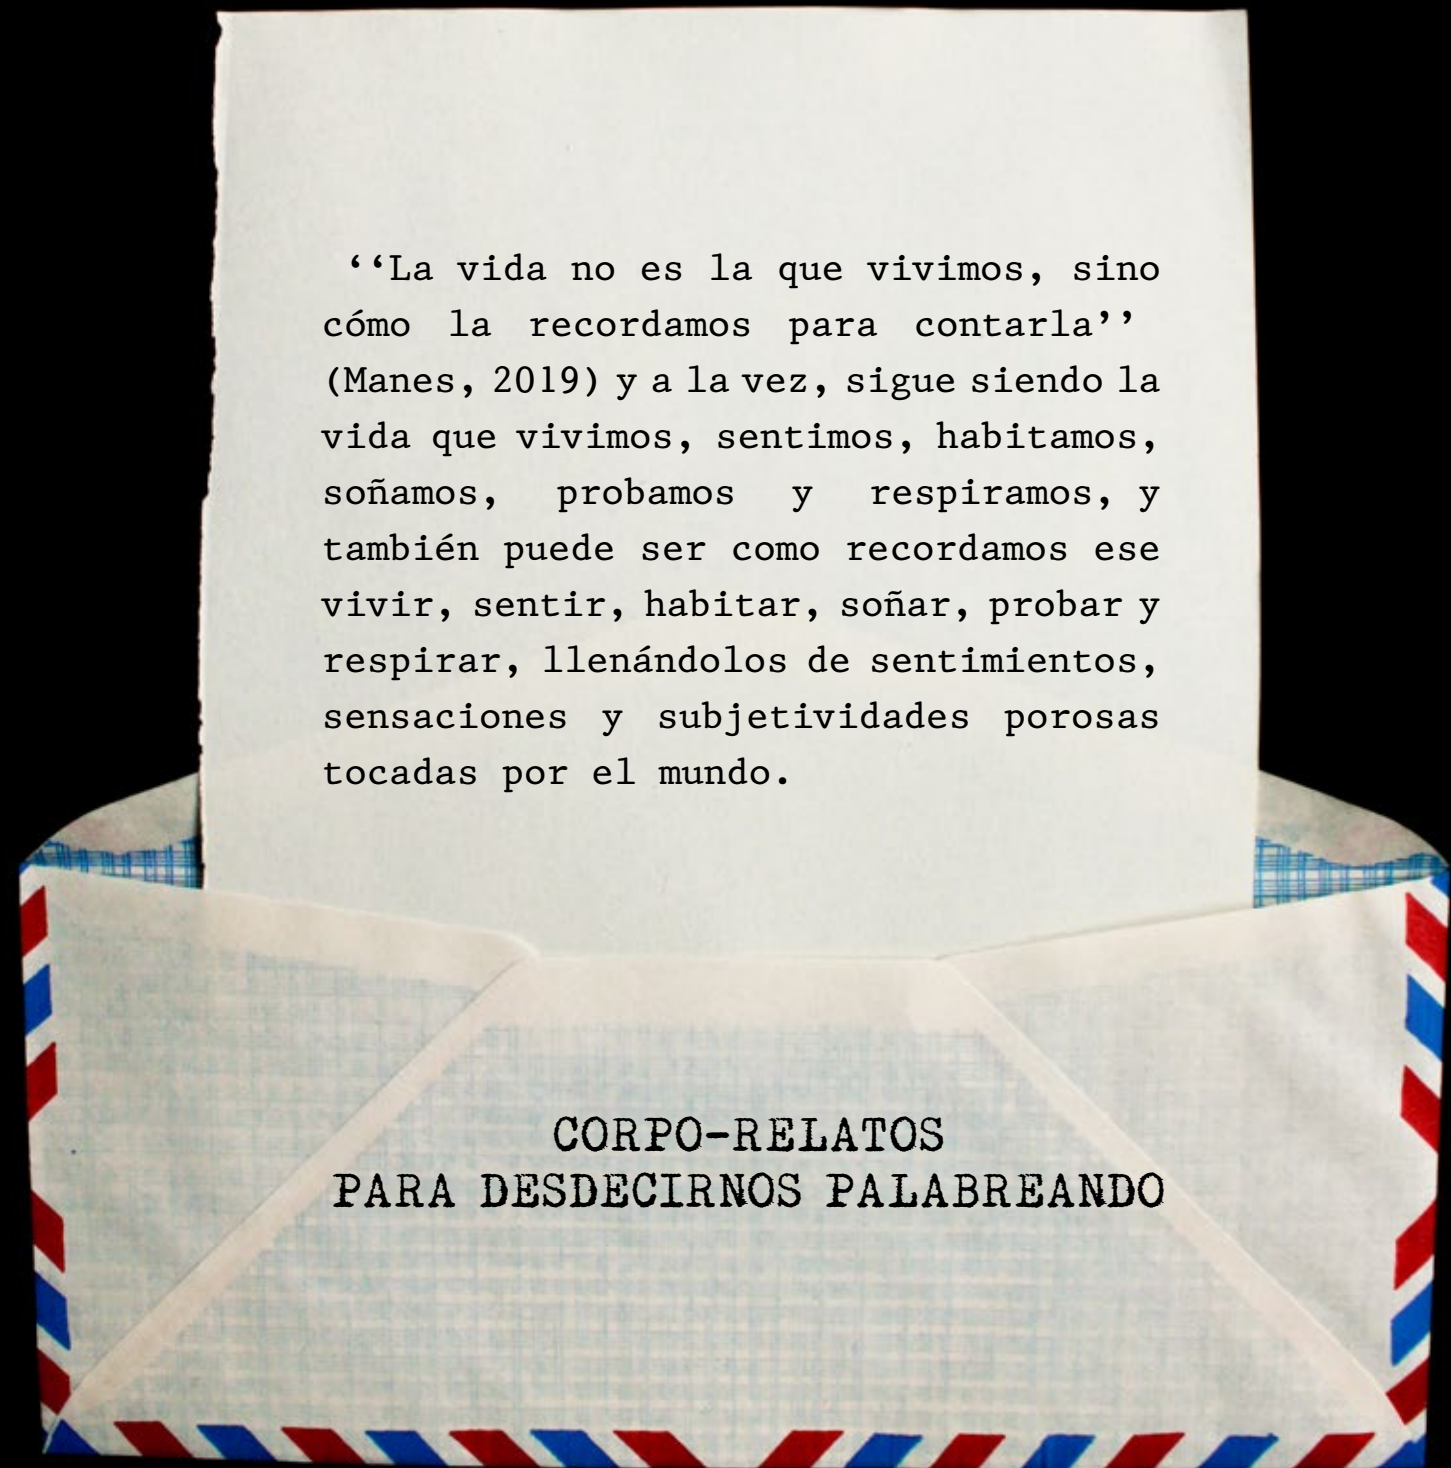 ‘‘La vida no es la que vivimos, sino
cómo la recordamos para contarla’’
(Manes, 2019) y a la vez, sigue siendo la
vida que vivimos, sentimos, habitamos,
soñamos, probamos y respiramos, y
también puede ser como recordamos ese
vivir, sentir, habitar, soñar, probar y
respirar, llenándolos de sentimientos,
sensaciones y subjetividades porosas
tocadas por el mundo.
CORPO-RELATOS
PARA DESDECIRNOS PALABREANDO